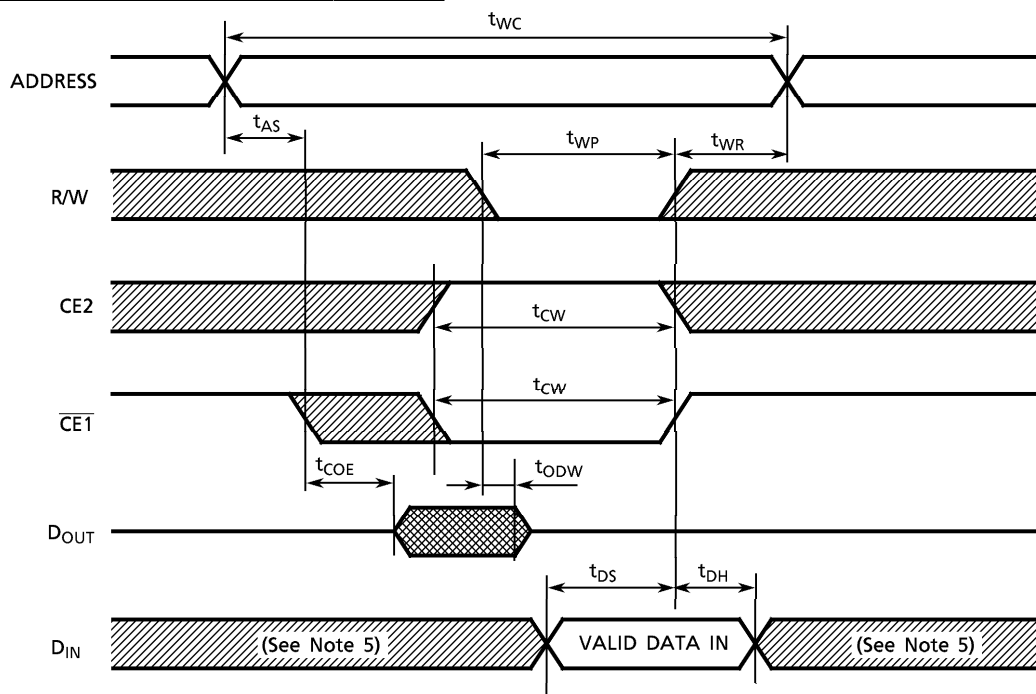 tWC
ADDRESS
tAS
tWP
tWR
R/W
CE2
tCW
tCW
CE1
tCOE
tODW
DOUT
tDS
tDH
DIN
(See Note 5)
VALID DATA IN
(See Note 5)